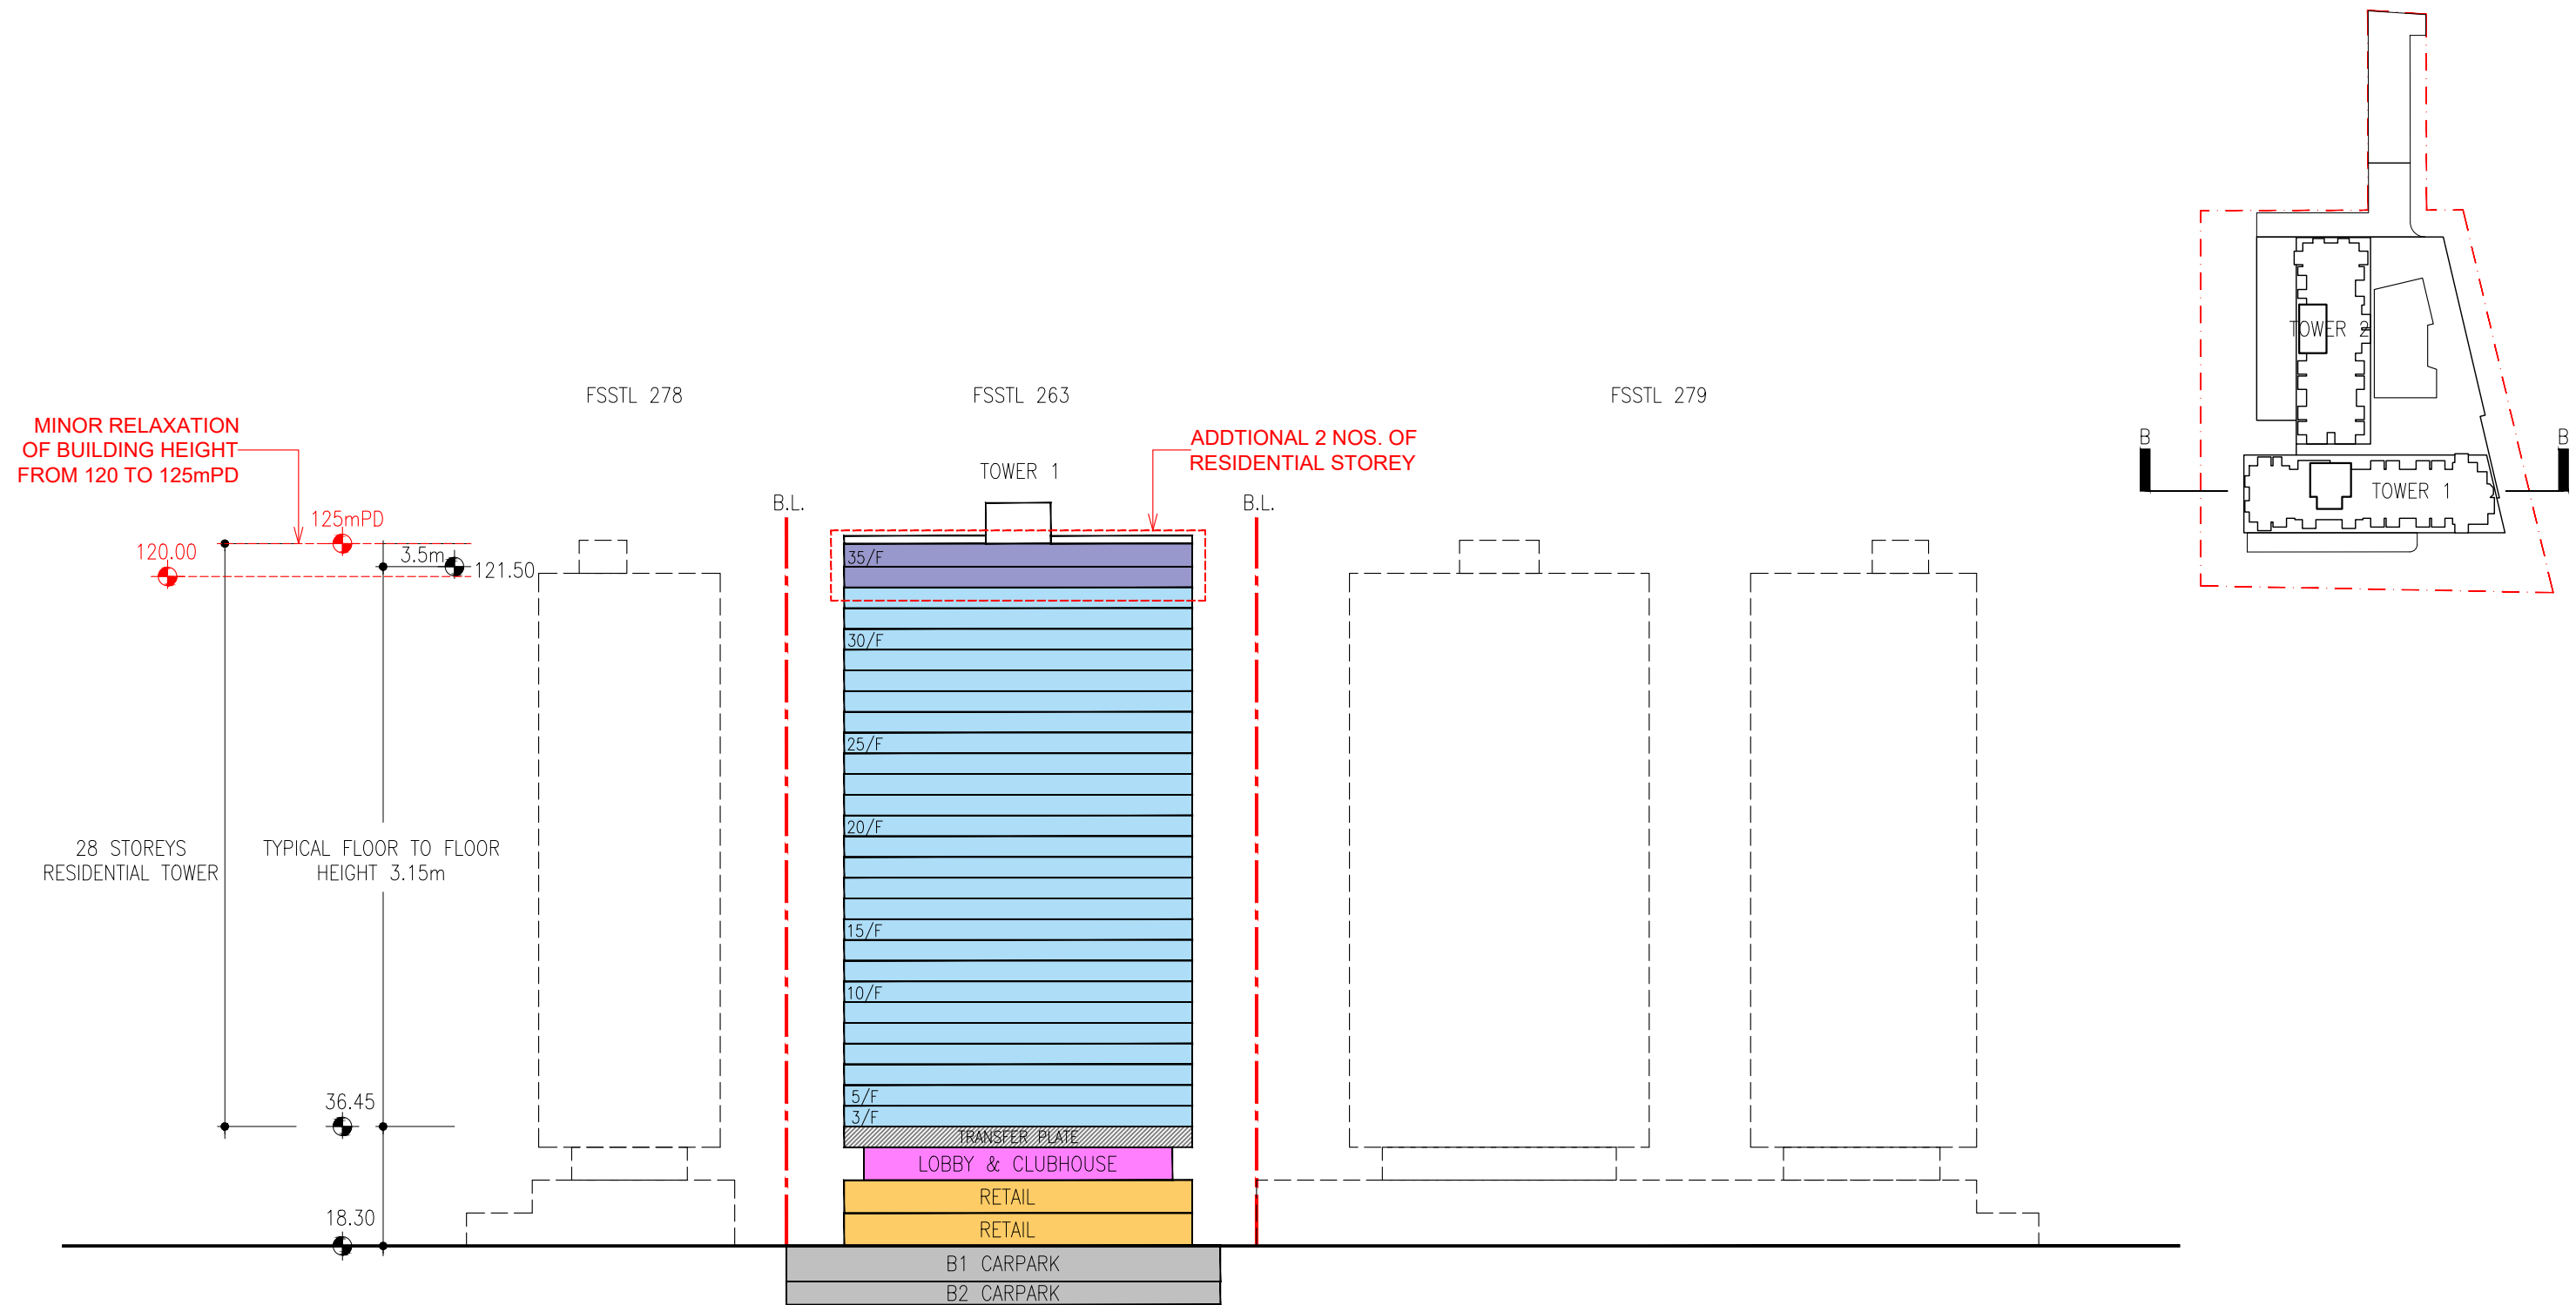 FSSTL 278
FSSTL 263
FSSTL 279
MINOR RELAXATION
OF BUILDING HEIGHT
FROM 120 TO 125mPD
ADDTIONAL 2 NOS. OF
RESIDENTIAL STOREY
TOWER 1
B.L.
B.L.
125mPD
120.00
3.5m
121.50
35/F
30/F
25/F
20/F
15/F
10/F
5/F
3/F
28 STOREYS
RESIDENTIAL TOWER
TYPICAL FLOOR TO FLOOR
HEIGHT 3.15m
36.45
18.30
TRANSFER PLATE
LOBBY & CLUBHOUSE
RETAIL
RETAIL
B1 CARPARK
B2 CARPARK
TOWER 2
B
B
TOWER 1